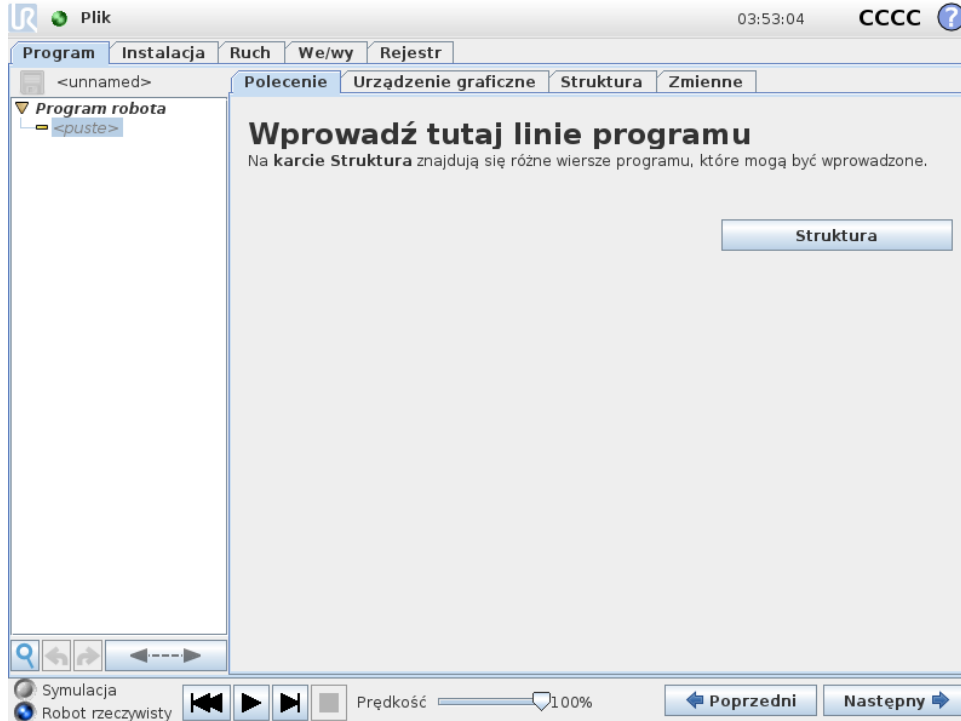 UR Plik 03:53:04 CCCC ?
Program Instalacja Ruch We/wy Rejestr
<unnamed> Polecenie Urządzenie graficzne Struktura Zmienne
Program robota
<puste>
Wprowadź tutaj linie programu
Na karcie Struktura znajdują się różne wiersze programu, które mogą być wprowadzone.
Struktura
Symulacja
Robot rzeczywisty
Prędkość 100% Poprzedni Następny